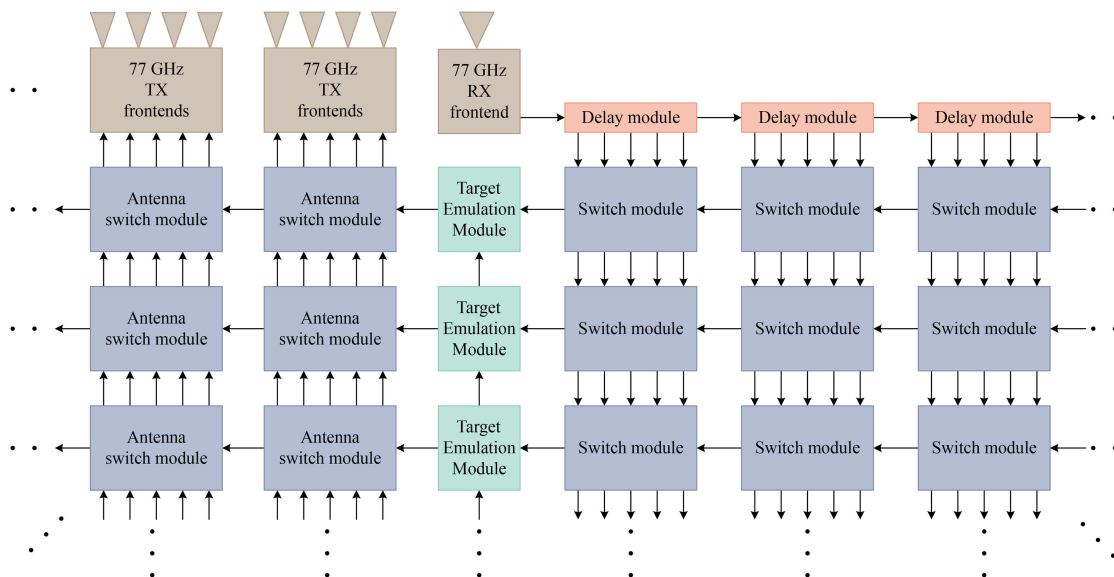 77 GHz
TX
frontends
77 GHz
TX
frontends
77 GHz
RX
frontend
Delay module
Delay module
Delay module
Antenna
switch module
Antenna
switch module
Target
Emulation
Module
Switch module
Switch module
Switch module
Antenna
switch module
Antenna
switch module
Target
Emulation
Module
Switch module
Switch module
Switch module
Antenna
switch module
Antenna
switch module
Target
Emulation
Module
Switch module
Switch module
Switch module